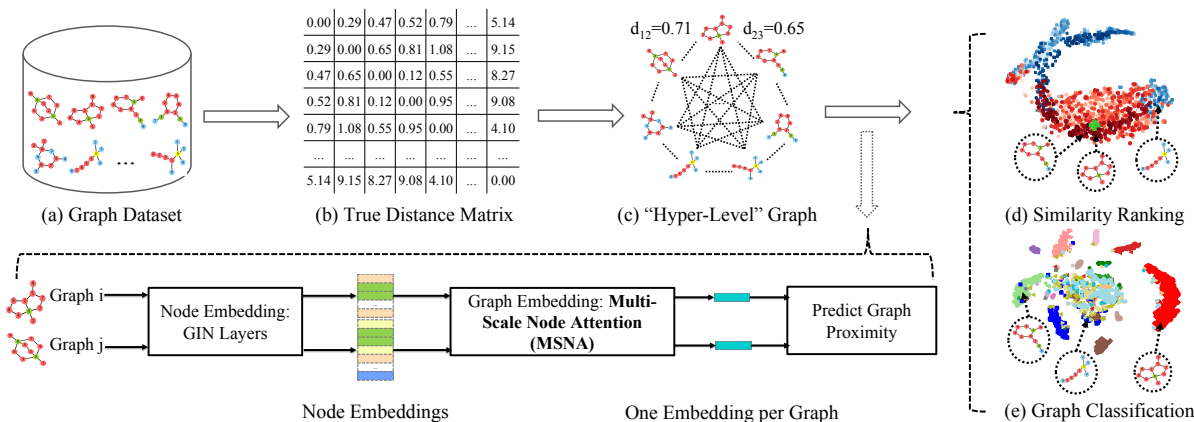 0.00 0.29 0.47 0.52 0.79 ... 5.14
0.29 0.00 0.65 0.81 1.08 ... 9.15
0.47 0.65 0.00 0.12 0.55 ... 8.27
0.52 0.81 0.12 0.00 0.95 ... 9.08
0.79 1.08 0.55 0.95 0.00 ... 4.10
... ... ... ... ... ... ...
5.14 9.15 8.27 9.08 4.10 ... 0.00
d12=0.71 d23=0.65
...
(a) Graph Dataset
(b) True Distance Matrix
(c) “Hyper-Level” Graph
(d) Similarity Ranking
Graph i
Graph j
Node Embedding:
GIN Layers
Graph Embedding: Multi-
Scale Node Attention
(MSNA)
Predict Graph
Proximity
Node Embeddings
One Embedding per Graph
(e) Graph Classification